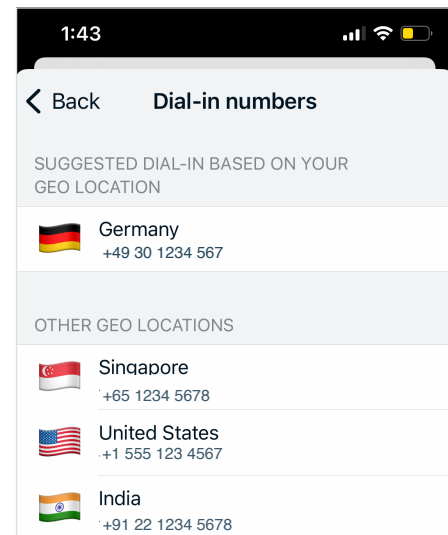 1:43
Back Dial-in numbers
SUGGESTED DIAL-IN BASED ON YOUR
GEO LOCATION
Germany
+49 30 1234 567
OTHER GEO LOCATIONS
Singapore
+65 1234 5678
United States
+1 555 123 4567
India
+91 22 1234 5678